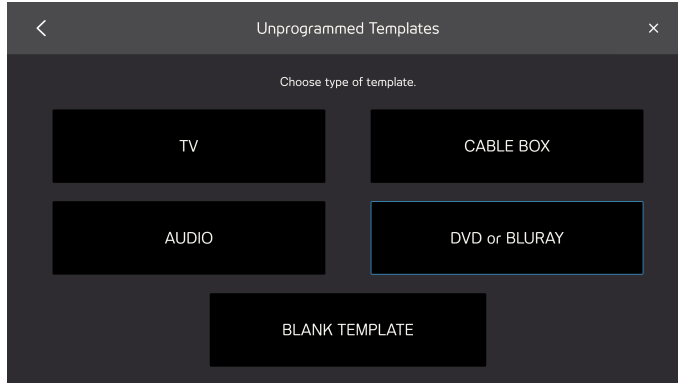 Unprogrammed Templates
Choose type of template.
TV
CABLE BOX
AUDIO
DVD or BLURAY
BLANK TEMPLATE